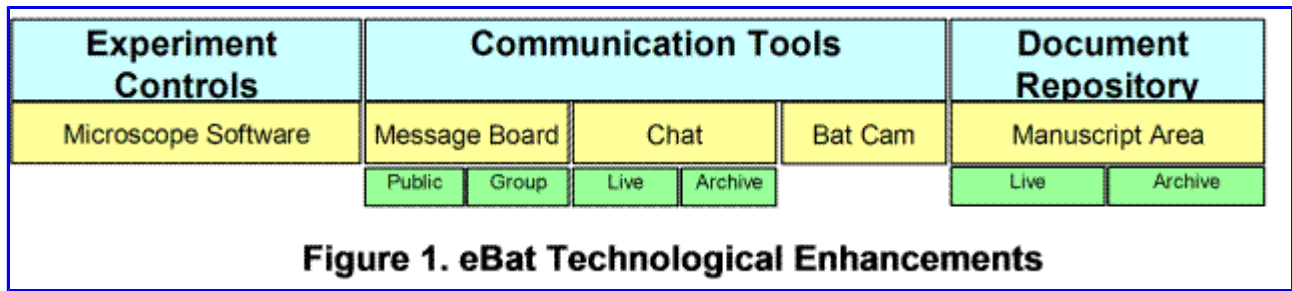 Experiment Controls
Communication Tools
Document Repository
Microscope Software
Message Board
Chat
Bat Cam
Manuscript Area
Public
Group
Live
Archive
Live
Archive
Figure 1. eBat Technological Enhancements